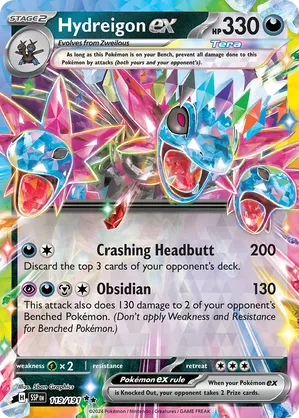 STAGE 2 Hydreigon ex HP 330
Evolves from Zweilous Tera
As long as this Pokémon is on your Bench, prevent all damage done to this
Pokémon by attacks (both yours and your opponent's).
Crashing Headbutt 200
Discard the top 3 cards of your opponent's deck.
Obsidian 130
This attack also does 130 damage to 2 of your opponent's
Benched Pokémon. (Don't apply Weakness and Resistance
for Benched Pokémon.)
weakness ×2 resistance retreat
Illus. 5ban Graphics
Pokémon ex rule When your Pokémon ex
is Knocked Out, your opponent takes 2 Prize cards.
H SSP EN 119/191
©2024 Pokémon / Nintendo / Creatures / GAME FREAK